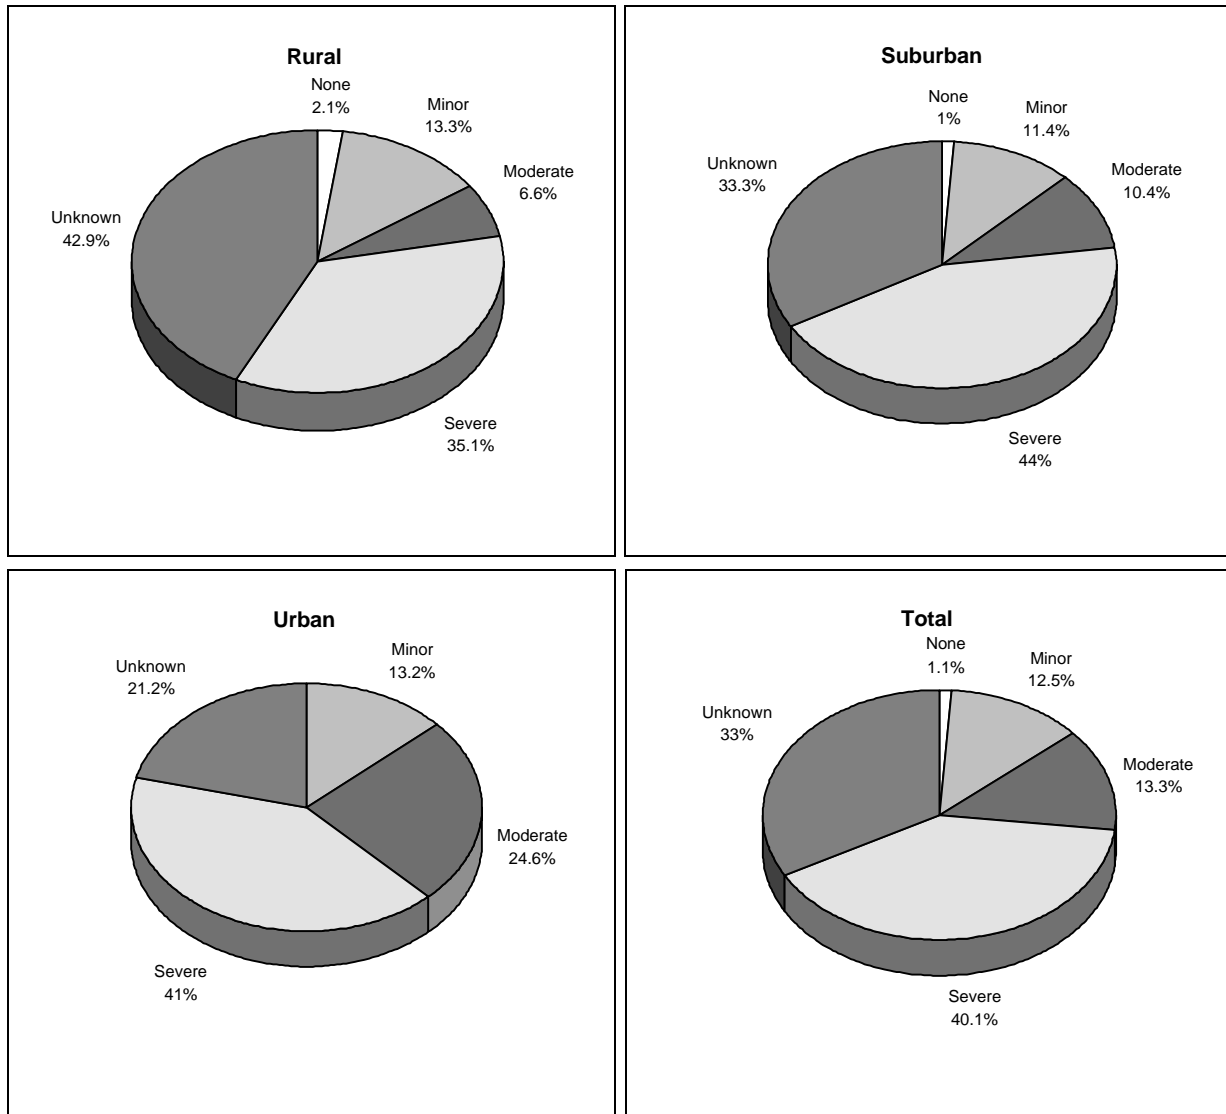 Rural
None
2.1%
Minor
13.3%
Moderate
6.6%
Unknown
42.9%
Severe
35.1%
Suburban
None
1%
Minor
11.4%
Moderate
10.4%
Unknown
33.3%
Severe
44%
Urban
Minor
13.2%
Unknown
21.2%
Moderate
24.6%
Severe
41%
Total
None
1.1%
Minor
12.5%
Unknown
33%
Moderate
13.3%
Severe
40.1%